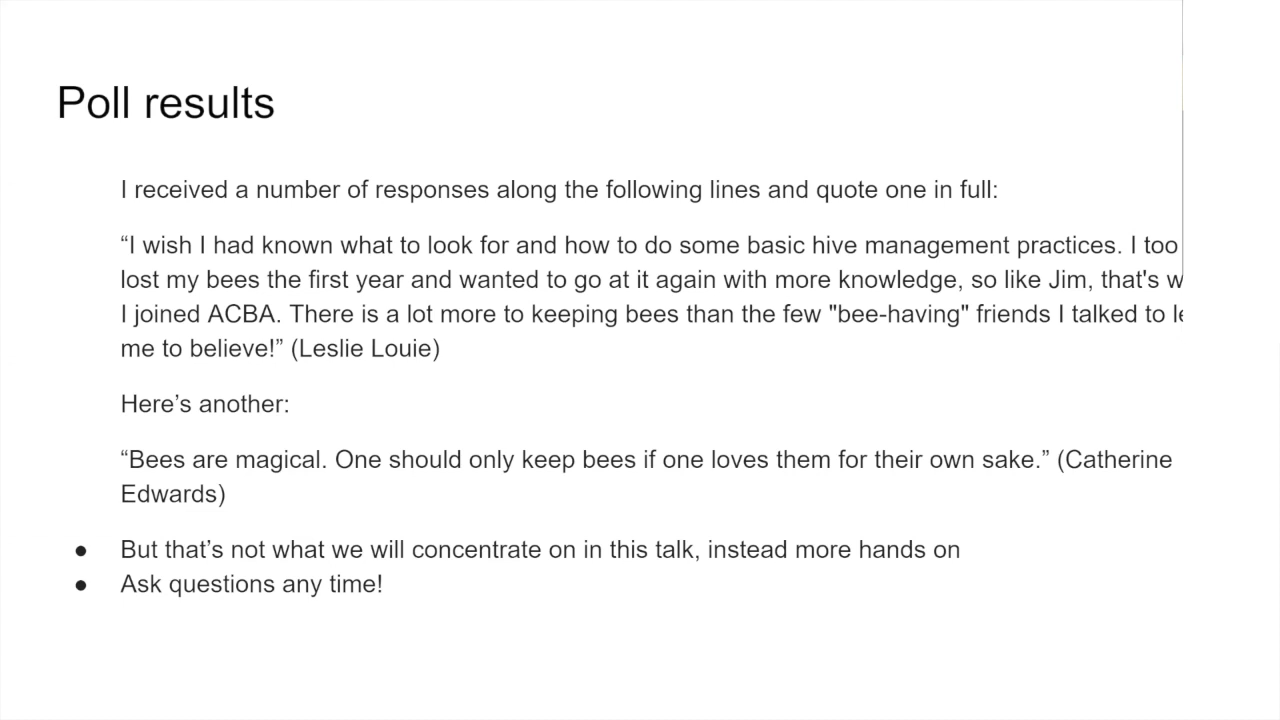 Poll results
I received a number of responses along the following lines and quote one in full:
“I wish I had known what to look for and how to do some basic hive management practices. I too
lost my bees the first year and wanted to go at it again with more knowledge, so like Jim, that's
I joined ACBA. There is a lot more to keeping bees than the few "bee-having" friends I talked to
me to believe!” (Leslie Louie)
Here’s another:
“Bees are magical. One should only keep bees if one loves them for their own sake.” (Catherine
Edwards)
● But that’s not what we will concentrate on in this talk, instead more hands on
● Ask questions any time!